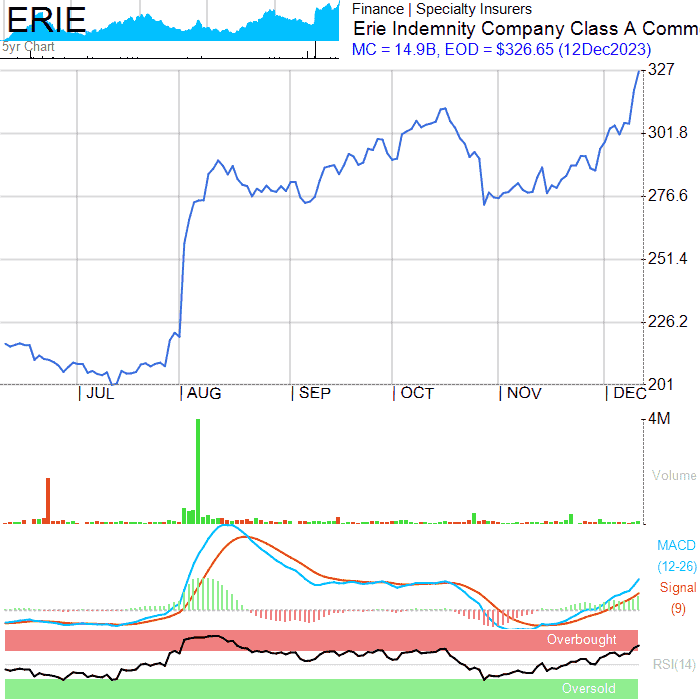 ERIE
5yr Chart
Finance | Specialty Insurers
Erie Indemnity Company Class A Comm
MC = 14.9B, EOD = $326.65 (12Dec2023)
327
301.8
276.6
251.4
226.2
201
| JUL | AUG | SEP | OCT | NOV | DEC
4M
Volume
MACD
(12-26)
Signal
(9)
Overbought
RSI(14)
Oversold